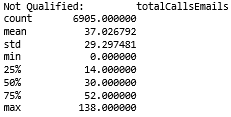 Not Qualified: totalCallsEmails
count 6905.000000
mean 37.026792
std 29.297481
min 0.000000
25% 14.000000
50% 30.000000
75% 52.000000
max 138.000000